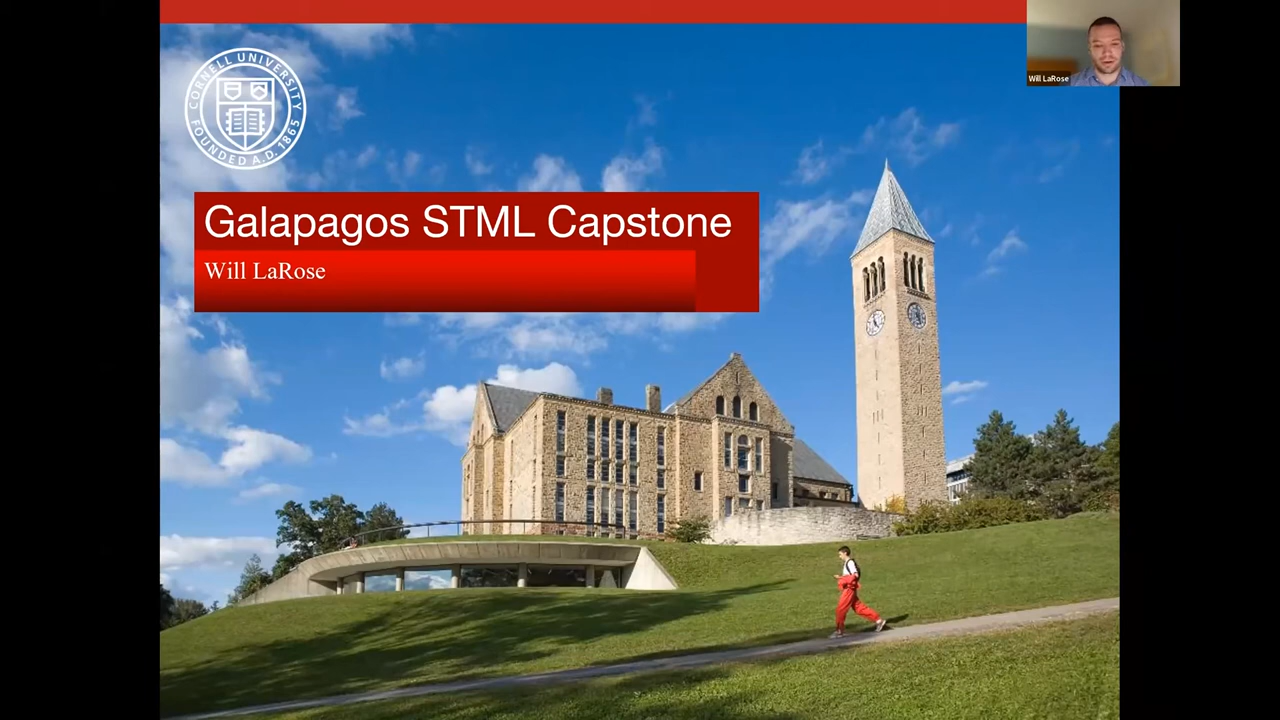 CORNELL UNIVERSITY
FOUNDED A.D. 1865
Galapagos STML Capstone
Will LaRose
Will LaRose